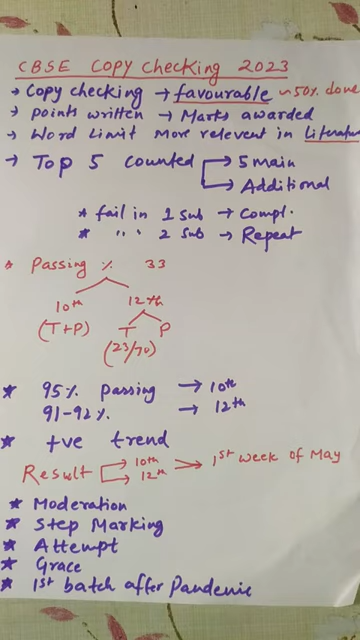 CBSE Copy Checking 2023
→ Copy checking → favourable ~50% done
→ points written → Marks awarded
→ Word Limit More relevent in Literature
→ Top 5 counted → 5 main
→ Additional
* fail in 1 Sub → Compl.
* " " 2 Sub → Repeat
* Passing % 33
10th 12th
(T+P) T P
(23/70)
* 95% Passing → 10th
91-92% → 12th
* +ve trend
Result → 10th → 1st week of May
→ 12th
* Moderation
* Step Marking
* Attempt
* Grace
* 1st batch after Pandemic